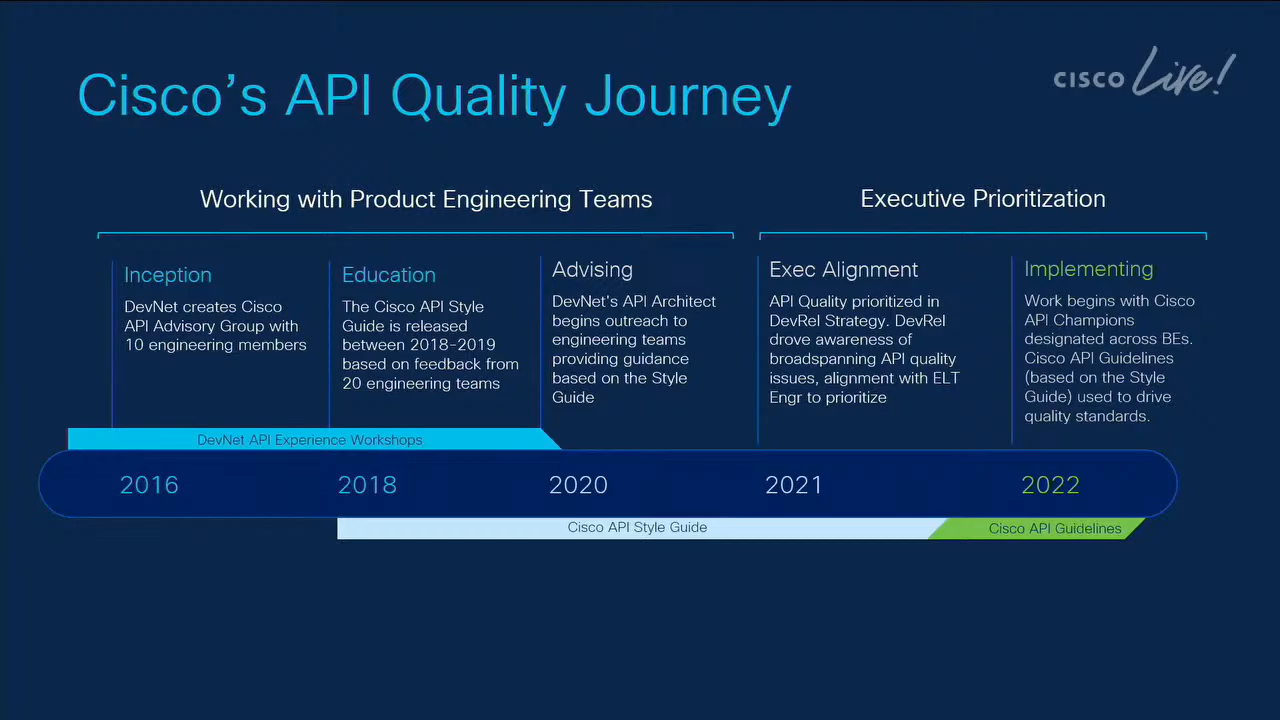 Cisco's API Quality Journey
CISCO Live!
Working with Product Engineering Teams
Executive Prioritization
Inception
DevNet creates Cisco
API Advisory Group with
10 engineering members
Education
The Cisco API Style
Guide is released
between 2018-2019
based on feedback from
20 engineering teams
Advising
DevNet's API Architect
begins outreach to
engineering teams
providing guidance
based on the Style
Guide
Exec Alignment
API Quality prioritized in
DevRel Strategy. DevRel
drove awareness of
broadspanning API quality
issues, alignment with ELT
Engr to prioritize
Implementing
Work begins with Cisco
API Champions
designated across BEs.
Cisco API Guidelines
(based on the Style
Guide) used to drive
quality standards.
DevNet API Experience Workshops
2016
2018
2020
2021
2022
Cisco API Style Guide
Cisco API Guidelines